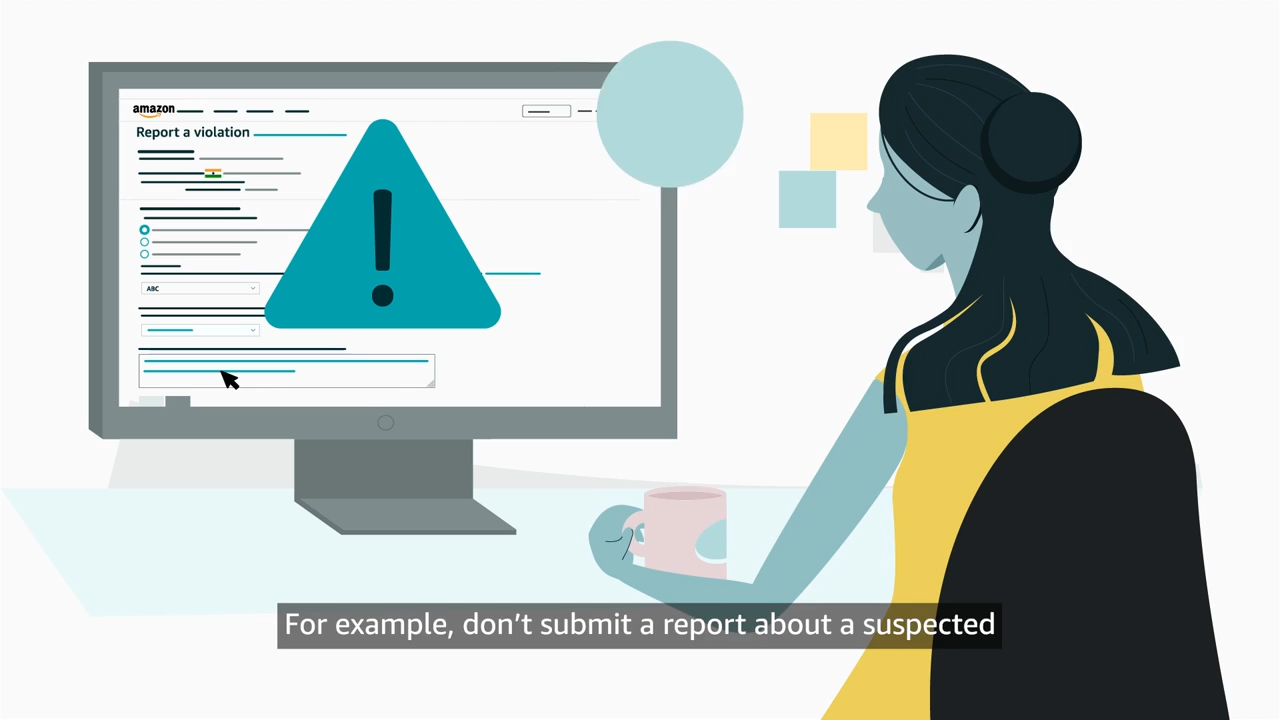 amazon
Report a violation
ABC
For example, don't submit a report about a suspected